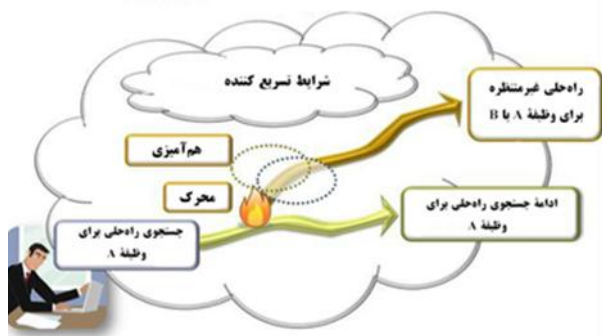 شرایط تسریع کننده
راه‌حلی غیرمنتظره
برای وظیفهٔ A یا B
هم‌آمیزی
محرک
ادامهٔ جستجوی راه‌حلی برای
وظیفهٔ A
جستجوی راه‌حلی برای
وظیفهٔ A